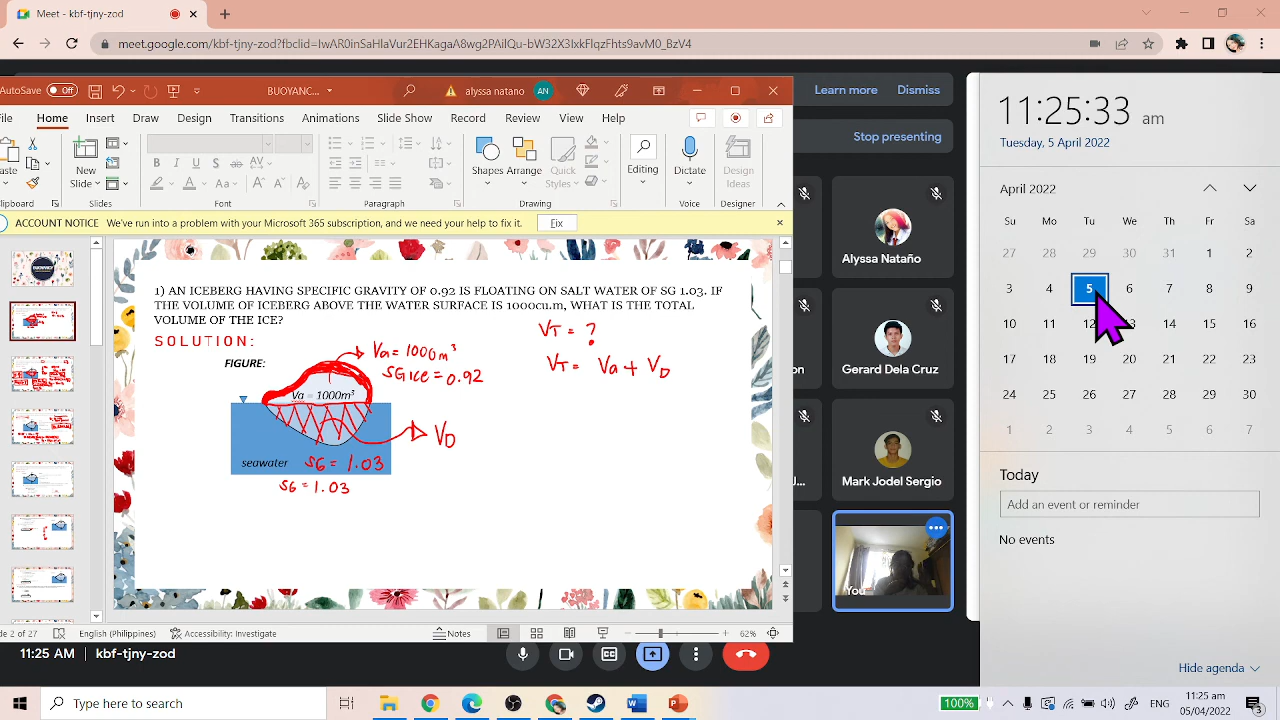 Meet - kbf-tjny-zod
meet.google.com/kbf-tjny-zod?fbclid=IwAR0inSaHlaVur2EHKagaA8wg2PAilQu-bW32X3IxkFlqzFhs9avM0_BzV4
AutoSave Off
BUOYANC...
alyssa natano AN
File Home Insert Draw Design Transitions Animations Slide Show Record Review View Help
Paste
New
Slides
Shapes Arrange Quick
Styles
Editing
Dictate
Design
Ideas
Clipboard Slides Font Paragraph Drawing Voice Designer
ACCOUNT NOTICE We've run into a problem with your Microsoft 365 subscription, and we need your help to fix it. Fix
1) AN ICEBERG HAVING SPECIFIC GRAVITY OF 0.92 IS FLOATING ON SALT WATER OF SG 1.03. IF
THE VOLUME OF ICEBERG ABOVE THE WATER SURFACE IS 1000CU.M, WHAT IS THE TOTAL
VOLUME OF THE ICE?
SOLUTION:
FIGURE:
VT = ?
VT = Va + VD
Va = 1000m³
SG ice = 0.92
Va = 1000m³
VD
seawater SG = 1.03
SG = 1.03
Slide 2 of 27 English (Philippines) Accessibility: Investigate Notes 62%
Learn more Dismiss
Stop presenting
Alyssa Nataño
Gerard Dela Cruz
Mark Jodel Sergio
You
11:25 AM | kbf-tjny-zod
11:25:33 am
Tuesday, 5 April 2022
April 2022
Su Mo Tu We Th Fr Sa
27 28 29 30 31 1 2
3 4 5 6 7 8 9
10 11 12 13 14 15 16
17 18 19 20 21 22 23
24 25 26 27 28 29 30
1 2 3 4 5 6 7
Today
Add an event or reminder
No events
Hide agenda
Type here to search
100%
ENG
11:25 am
05/04/2022
3